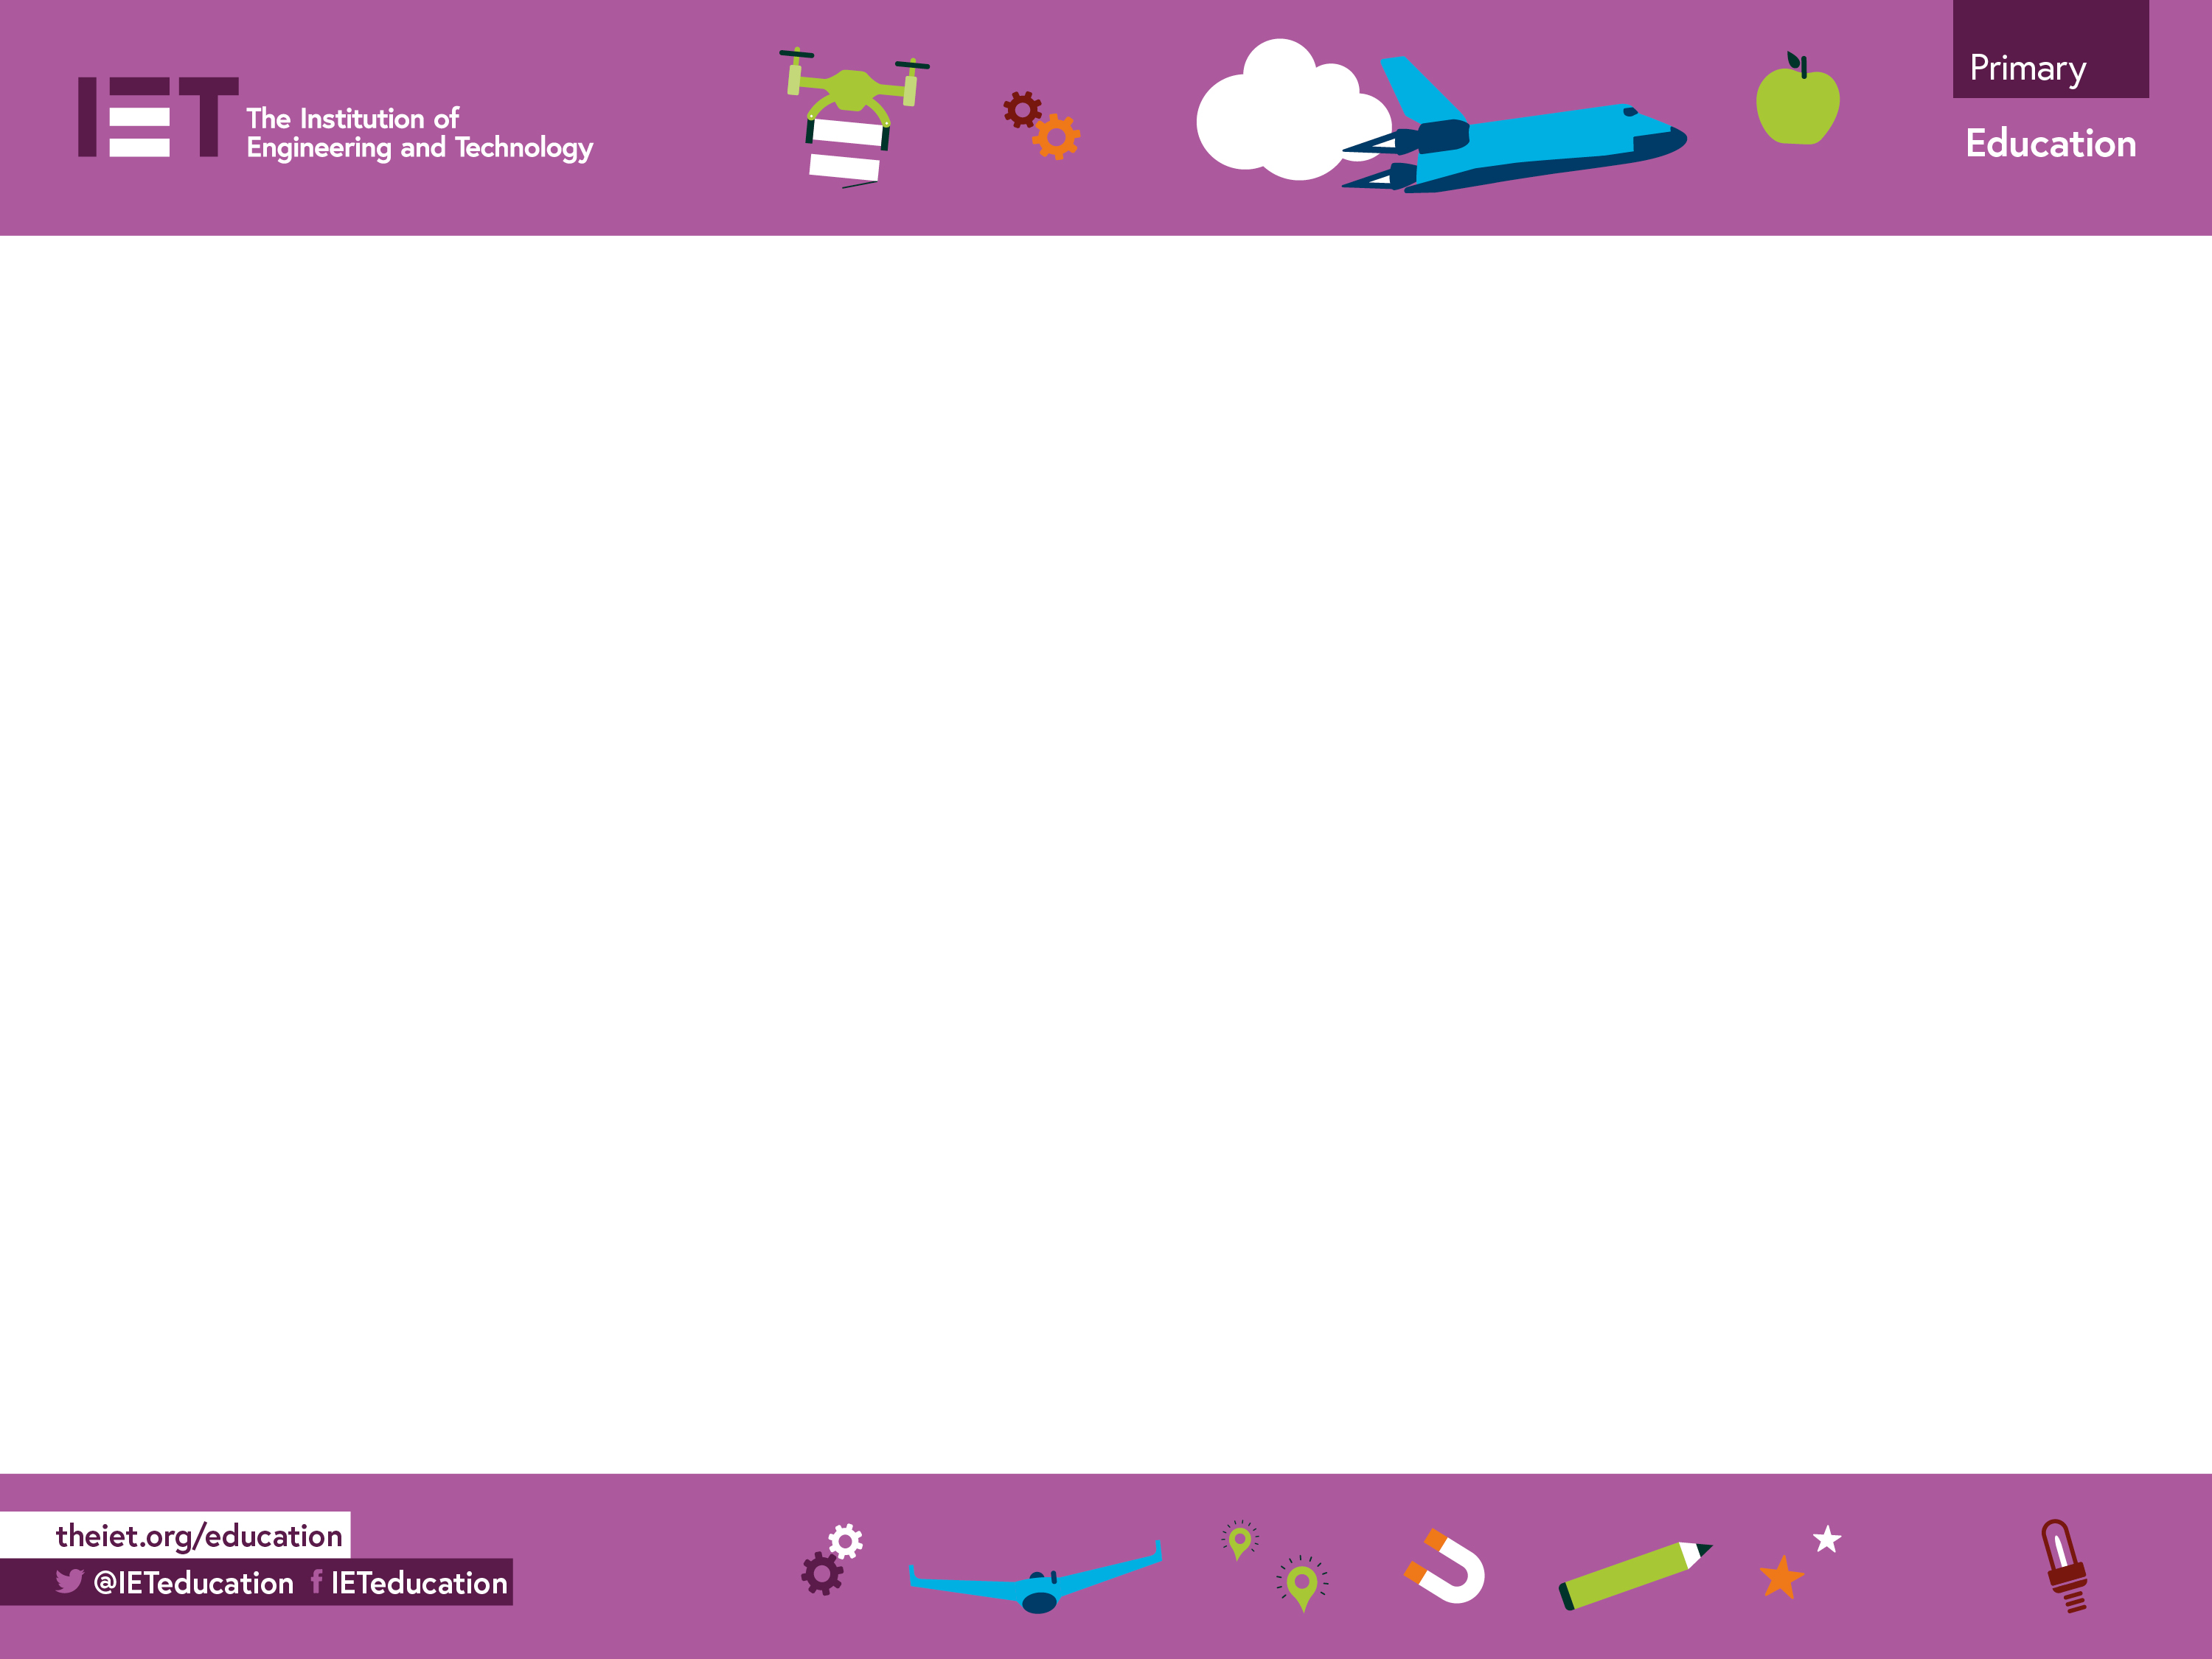 IET
The Institution of
Engineering and Technology
Primary
Education
theiet.org/education
@IETeducation IETeducation